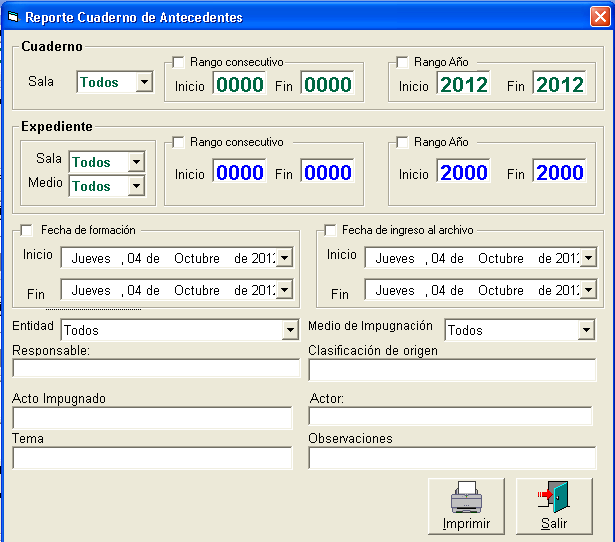 Reporte Cuaderno de Antecedentes
Cuaderno
Sala Todos
Rango consecutivo
Inicio 0000 Fin 0000
Rango Año
Inicio 2012 Fin 2012
Expediente
Sala Todos
Medio Todos
Rango consecutivo
Inicio 0000 Fin 0000
Rango Año
Inicio 2000 Fin 2000
Fecha de formación
Inicio Jueves , 04 de Octubre de 2012
Fin Jueves , 04 de Octubre de 2012
Fecha de ingreso al archivo
Inicio Jueves , 04 de Octubre de 2012
Fin Jueves , 04 de Octubre de 2012
Entidad Todos Medio de Impugnación Todos
Responsable: Clasificación de origen
Acto Impugnado Actor:
Tema Observaciones
Imprimir Salir